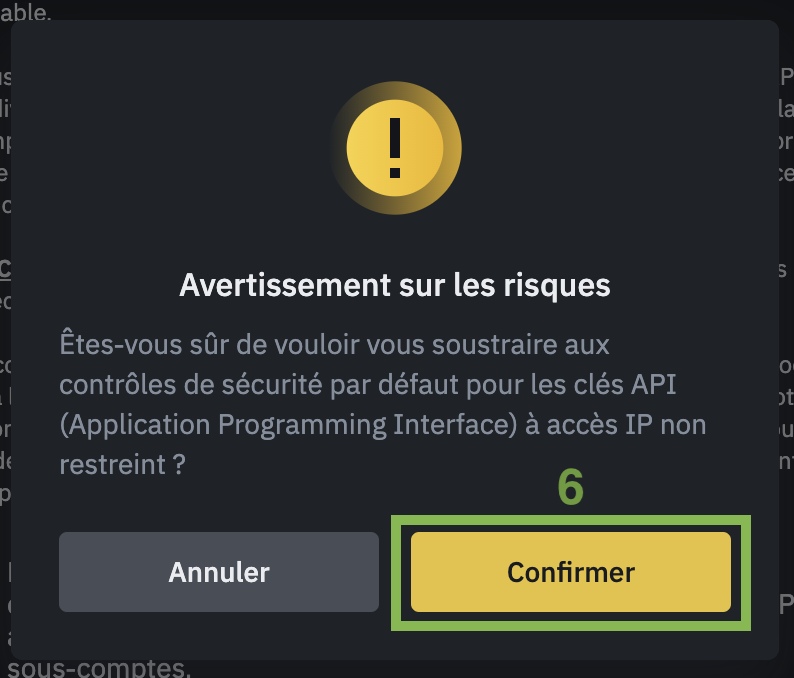 able.
Avertissement sur les risques
Êtes-vous sûr de vouloir vous soustraire aux
contrôles de sécurité par défaut pour les clés API
(Application Programming Interface) à accès IP non
restreint ?
6
Annuler
Confirmer
sous-comptes.